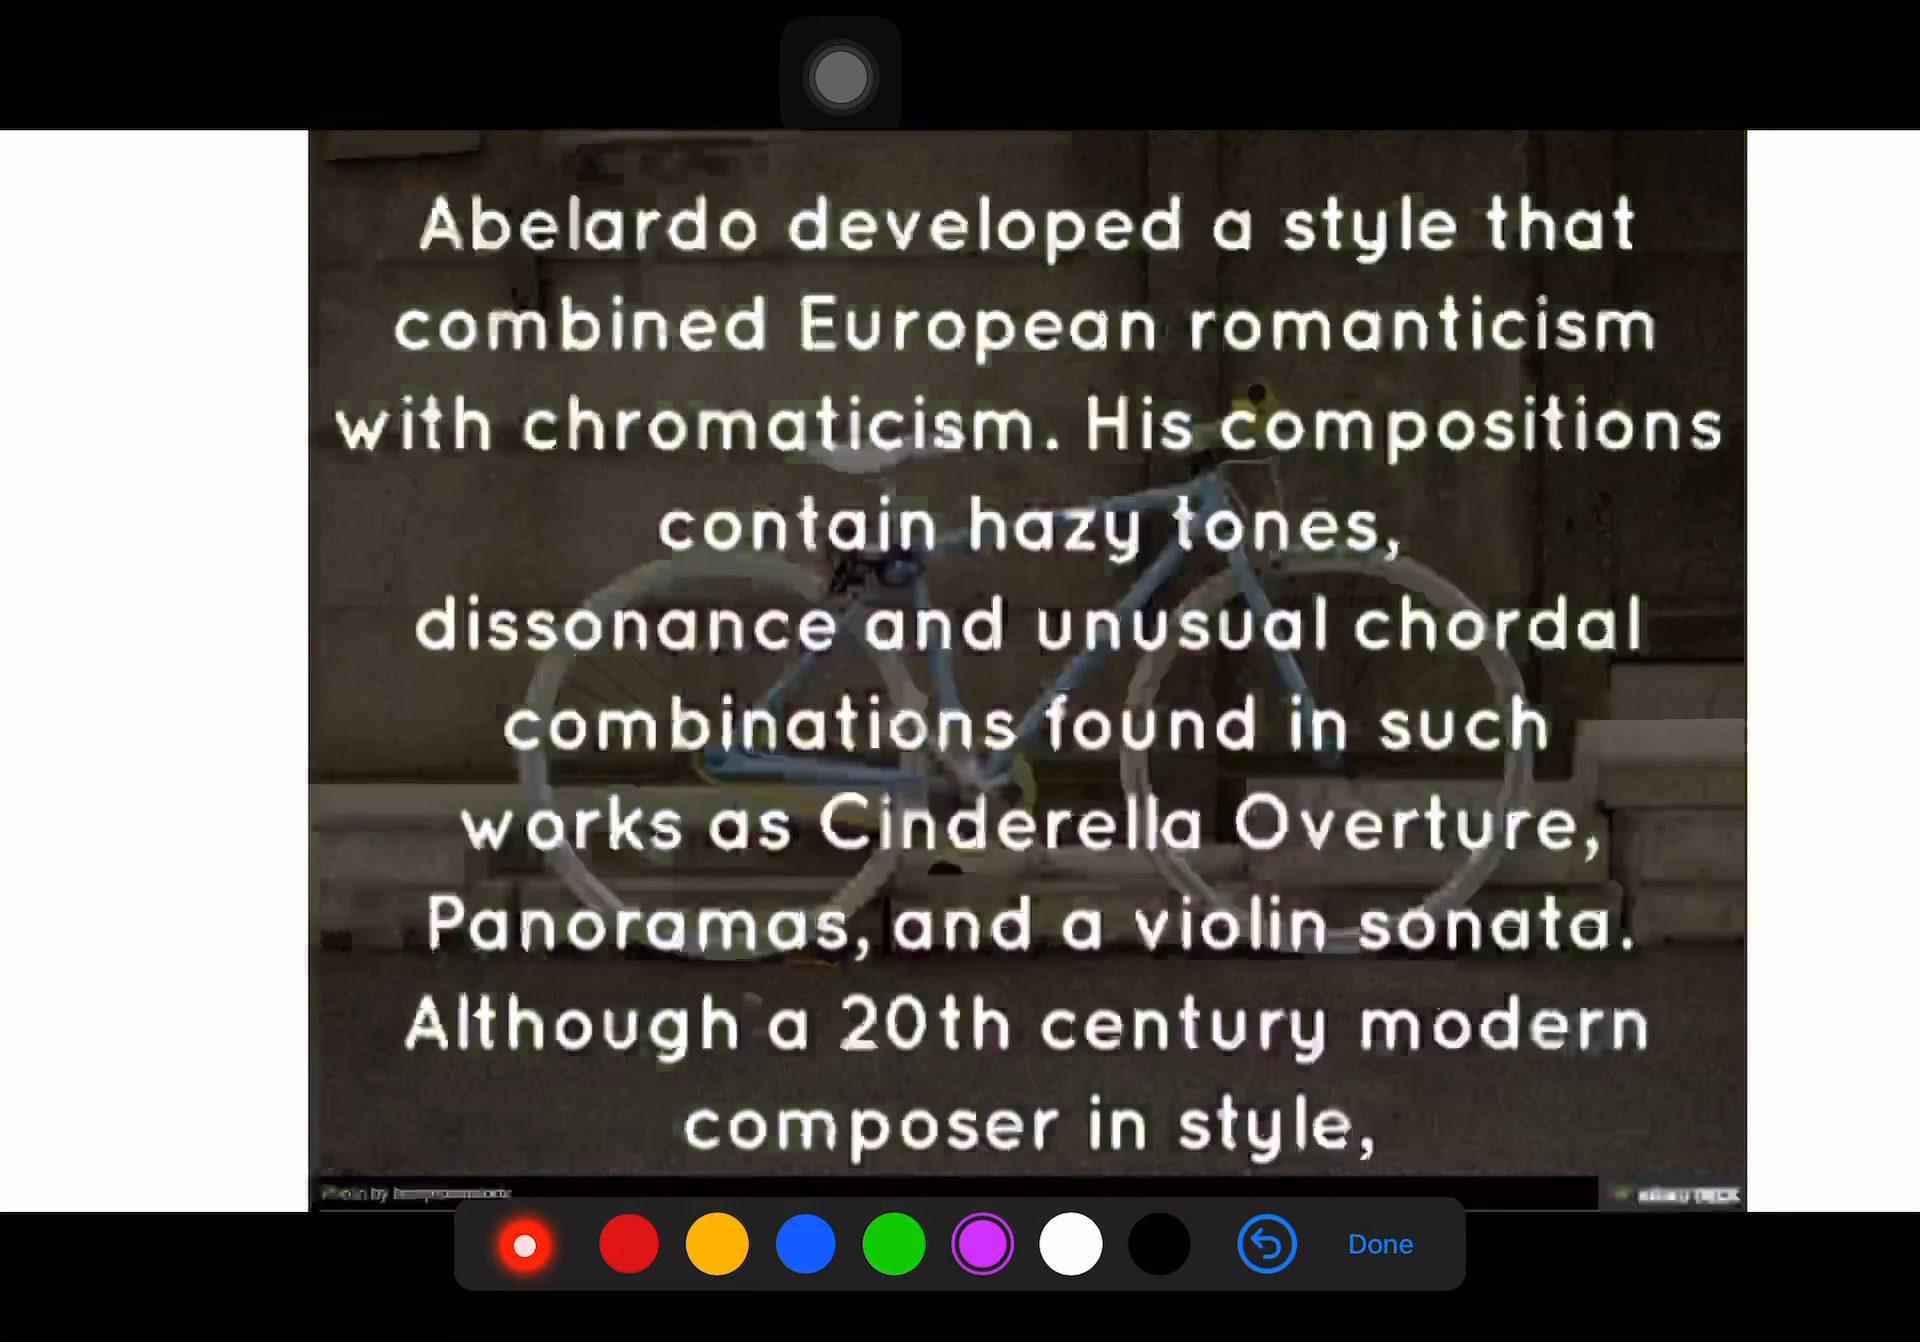 Abelardo developed a style that
combined European romanticism
with chromaticism. His compositions
contain hazy tones,
dissonance and unusual chordal
combinations found in such
works as Cinderella Overture,
Panoramas, and a violin sonata.
Although a 20th century modern
composer in style,
Photo by
Done